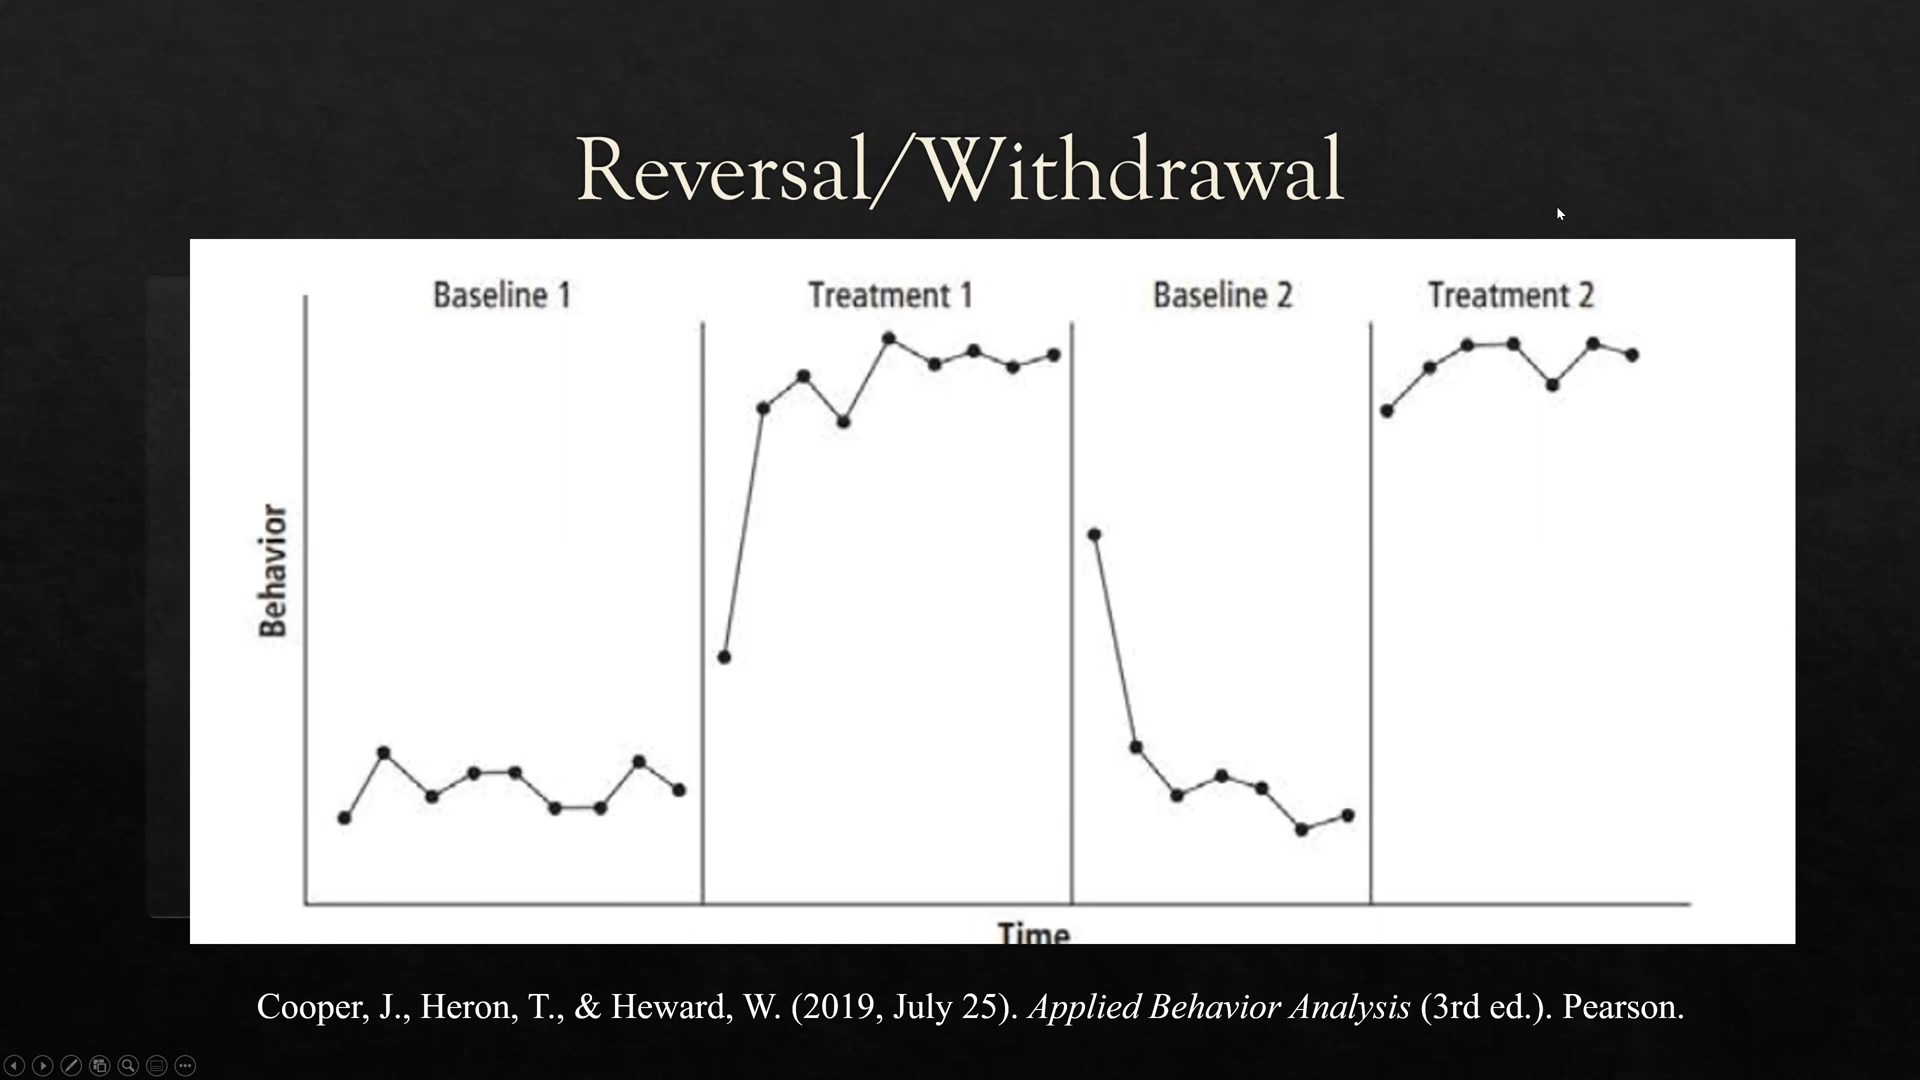 Reversal/Withdrawal
Baseline 1
Treatment 1
Baseline 2
Treatment 2
Behavior
Time
Cooper, J., Heron, T., & Heward, W. (2019, July 25). Applied Behavior Analysis (3rd ed.). Pearson.